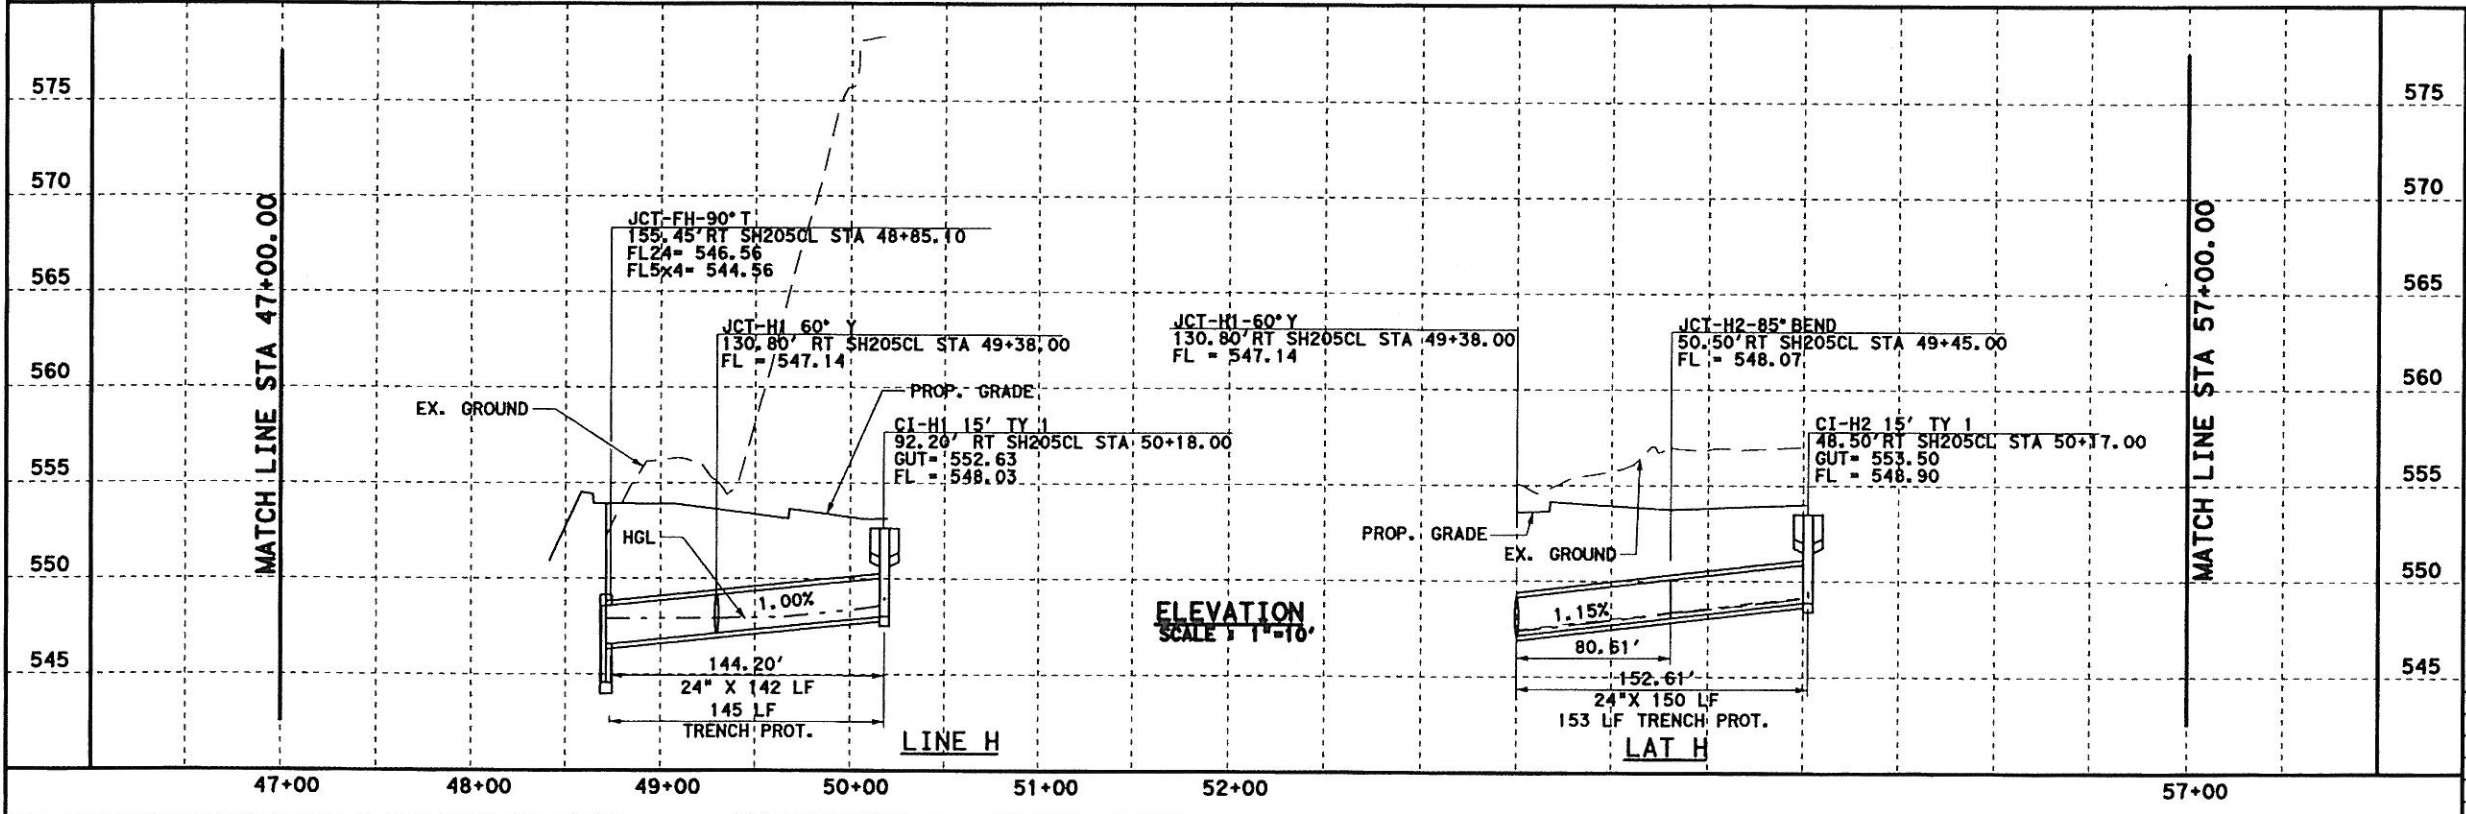 575
570
565
560
555
550
545
MATCH LINE STA 47+00.00
JCT-FH-90° T
155.45' RT SH205CL STA 48+85.10
FL24= 546.56
FL5x4= 544.56
JCT-H1 60° Y
130.80' RT SH205CL STA 49+38.00
FL = 547.14
EX. GROUND
PROP. GRADE
CI-H1 15' TY 1
92.20' RT SH205CL STA 50+18.00
GUT= 552.63
FL = 548.03
HGL
1.00%
144.20'
24" X 142 LF
145 LF
TRENCH PROT.
LINE H
ELEVATION
SCALE : 1"=10'
JCT-H1-60° Y
130.80' RT SH205CL STA 49+38.00
FL = 547.14
JCT-H2-85° BEND
50.50' RT SH205CL STA 49+45.00
FL = 548.07
CI-H2 15' TY 1
48.50' RT SH205CL STA 50+17.00
GUT= 553.50
FL = 548.90
PROP. GRADE
EX. GROUND
1.15%
80.61'
152.61'
24" X 150 LF
153 LF TRENCH PROT.
LAT H
MATCH LINE STA 57+00.00
575
570
565
560
555
550
545
47+00
48+00
49+00
50+00
51+00
52+00
57+00